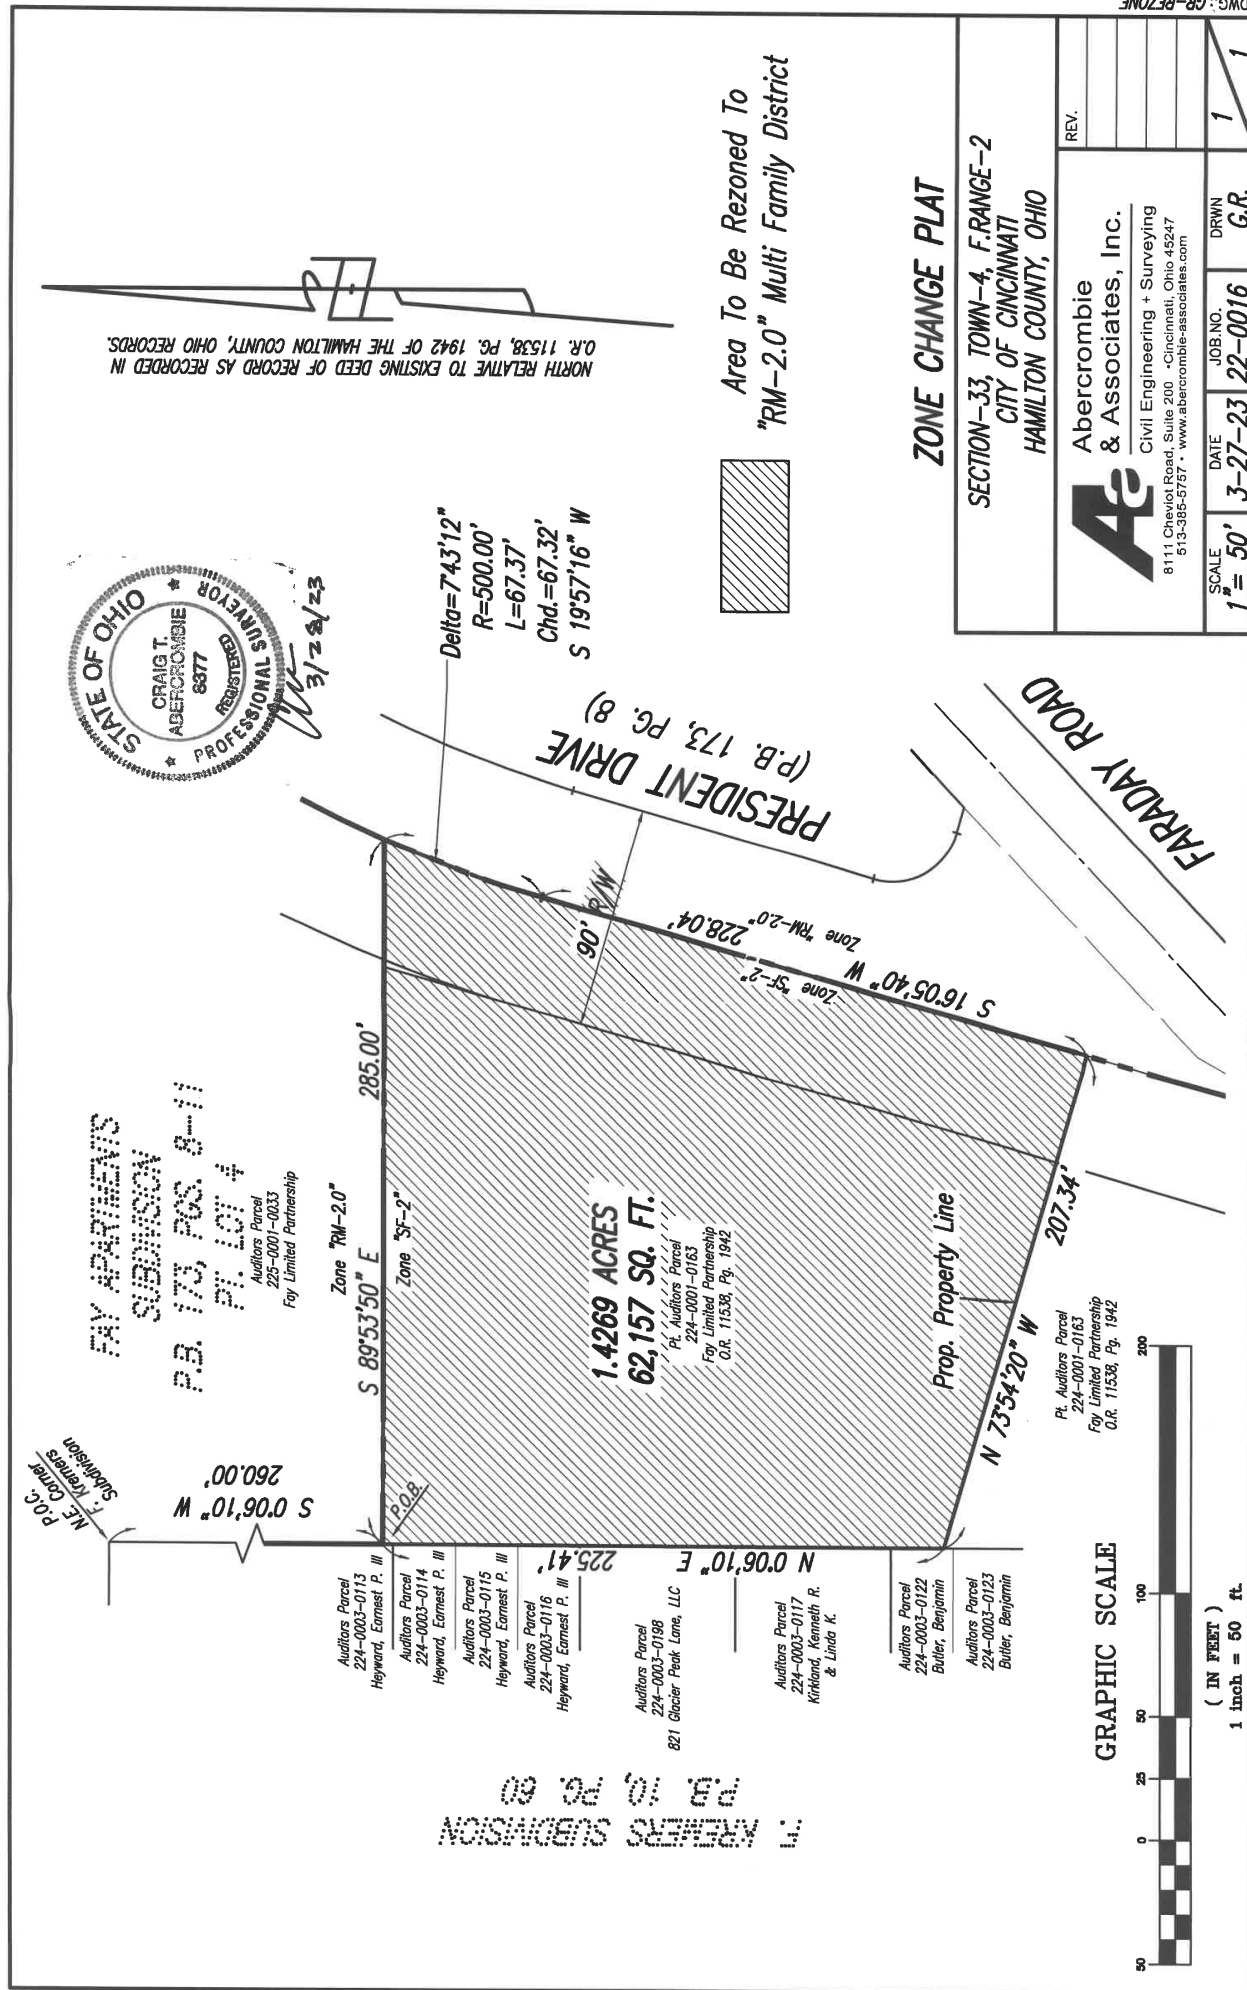 P.O.C.
N.E. Corner
F. Kremers
Subdivision
S 0°06'10" W
260.00'
FAY APARTMENTS
SUBDIVISION
P.B. 173, PGS. 8-11
PT. LOT 4
Auditors Parcel
225-0001-0033
Fay Limited Partnership
Zone "RM-2.0"
S 89°53'50" E 285.00'
Zone "SF-2"
P.O.B.
STATE OF OHIO
CRAIG T.
ABERCROMBIE
8377
REGISTERED
PROFESSIONAL SURVEYOR
3/28/23
NORTH RELATIVE TO EXISTING DEED OF RECORD AS RECORDED IN
O.R. 11538, PG. 1942 OF THE HAMILTON COUNTY, OHIO RECORDS.
Delta=7°43'12"
R=500.00'
L=67.37'
Chd.=67.32'
S 19°57'16" W
PRESIDENT DRIVE
(P.B. 173, PG. 8)
90' R/W
S 16°05'40" W 228.04'
Zone "RM-2.0"
Zone "SF-2"
FARADAY ROAD
1.4269 ACRES
62,157 SQ. FT.
Pt. Auditors Parcel
224-0001-0163
Fay Limited Partnership
O.R. 11538, Pg. 1942
Prop. Property Line
N 73°54'20" W 207.34'
Pt. Auditors Parcel
224-0001-0163
Fay Limited Partnership
O.R. 11538, Pg. 1942
N 0°06'10" E 225.41'
Auditors Parcel
224-0003-0113
Heyward, Earnest P. III
Auditors Parcel
224-0003-0114
Heyward, Earnest P. III
Auditors Parcel
224-0003-0115
Heyward, Earnest P. III
Auditors Parcel
224-0003-0116
Heyward, Earnest P. III
Auditors Parcel
224-0003-0198
821 Glacier Peak Lane, LLC
Auditors Parcel
224-0003-0117
Kirkland, Kenneth R.
& Linda K.
Auditors Parcel
224-0003-0122
Butler, Benjamin
Auditors Parcel
224-0003-0123
Butler, Benjamin
F. KREMERS SUBDIVISION
P.B. 10, PG. 60
GRAPHIC SCALE
50 0 25 50 100 200
( IN FEET )
1 inch = 50 ft.
Area To Be Rezoned To
"RM-2.0" Multi Family District
ZONE CHANGE PLAT
SECTION-33, TOWN-4, F.RANGE-2
CITY OF CINCINNATI
HAMILTON COUNTY, OHIO
Aa
Abercrombie
& Associates, Inc.
Civil Engineering + Surveying
8111 Cheviot Road, Suite 200 • Cincinnati, Ohio 45247
513-385-5757 • www.abercrombie-associates.com
REV.
SCALE
1"= 50'
DATE
3-27-23
JOB.NO.
22-0016
DRWN
G.R.
1
1
DWG.: CR-REZONE